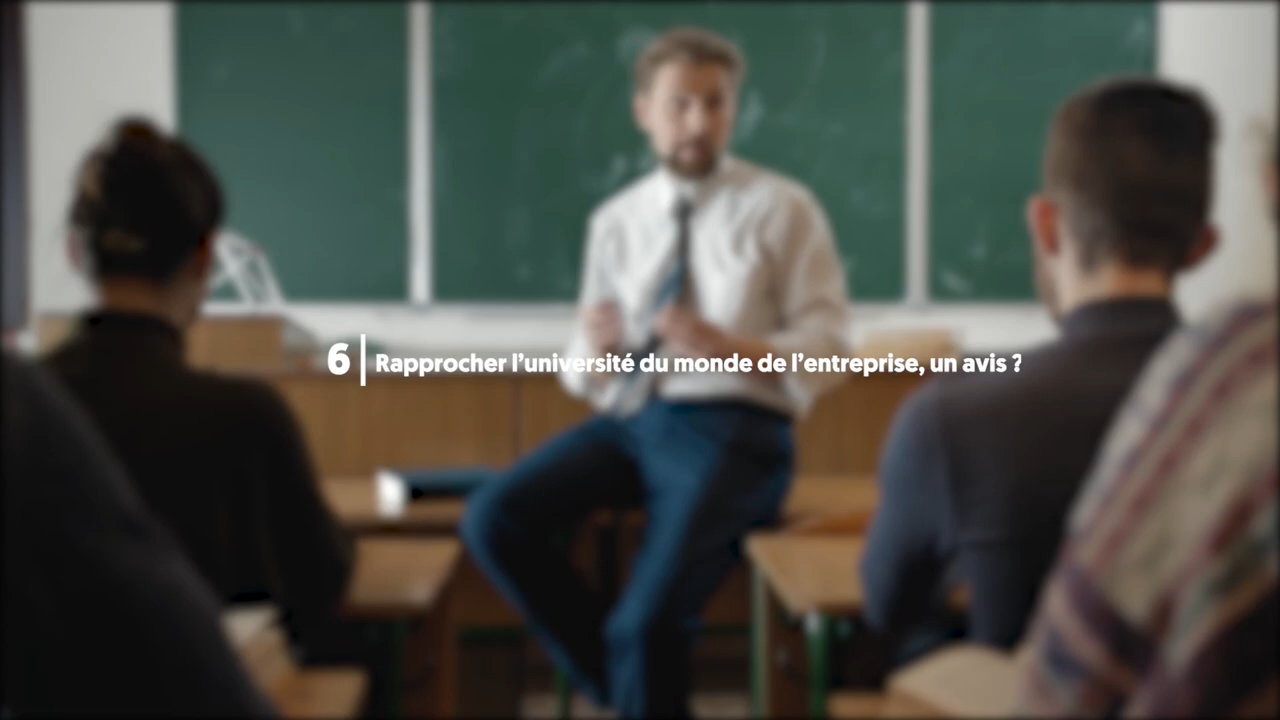 6 | Rapprocher l’université du monde de l’entreprise, un avis ?